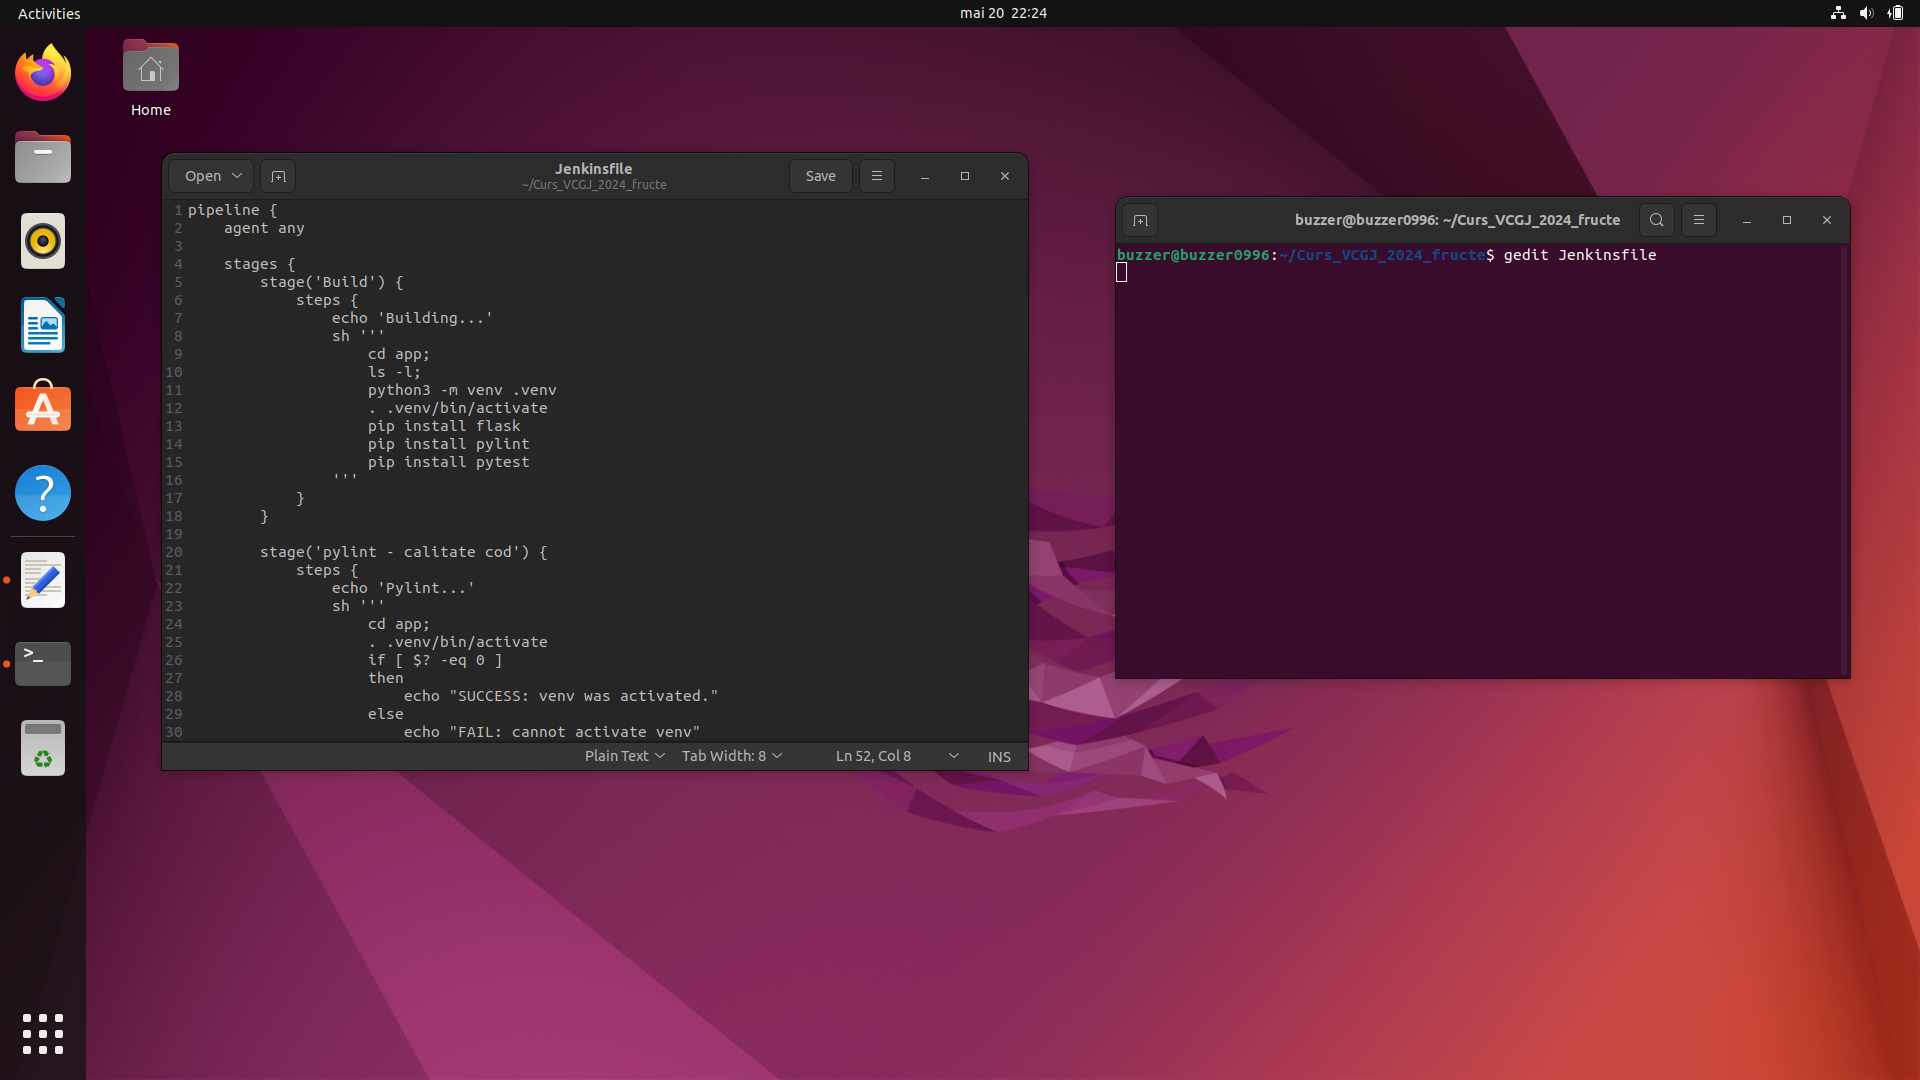 Activities
mai 20 22:24
Home
Open
Jenkinsfile
~/Curs_VCGJ_2024_fructe
Save
1 pipeline {
2     agent any
3
4     stages {
5         stage('Build') {
6             steps {
7                 echo 'Building...'
8                 sh '''
9                     cd app;
10                     ls -l;
11                     python3 -m venv .venv
12                     . .venv/bin/activate
13                     pip install flask
14                     pip install pylint
15                     pip install pytest
16                 '''
17             }
18         }
19
20         stage('pylint - calitate cod') {
21             steps {
22                 echo 'Pylint...'
23                 sh '''
24                     cd app;
25                     . .venv/bin/activate
26                     if [ $? -eq 0 ]
27                     then
28                         echo "SUCCESS: venv was activated."
29                     else
30                         echo "FAIL: cannot activate venv"
Plain Text Tab Width: 8 Ln 52, Col 8 INS
buzzer@buzzer0996: ~/Curs_VCGJ_2024_fructe
buzzer@buzzer0996:~/Curs_VCGJ_2024_fructe$ gedit Jenkinsfile